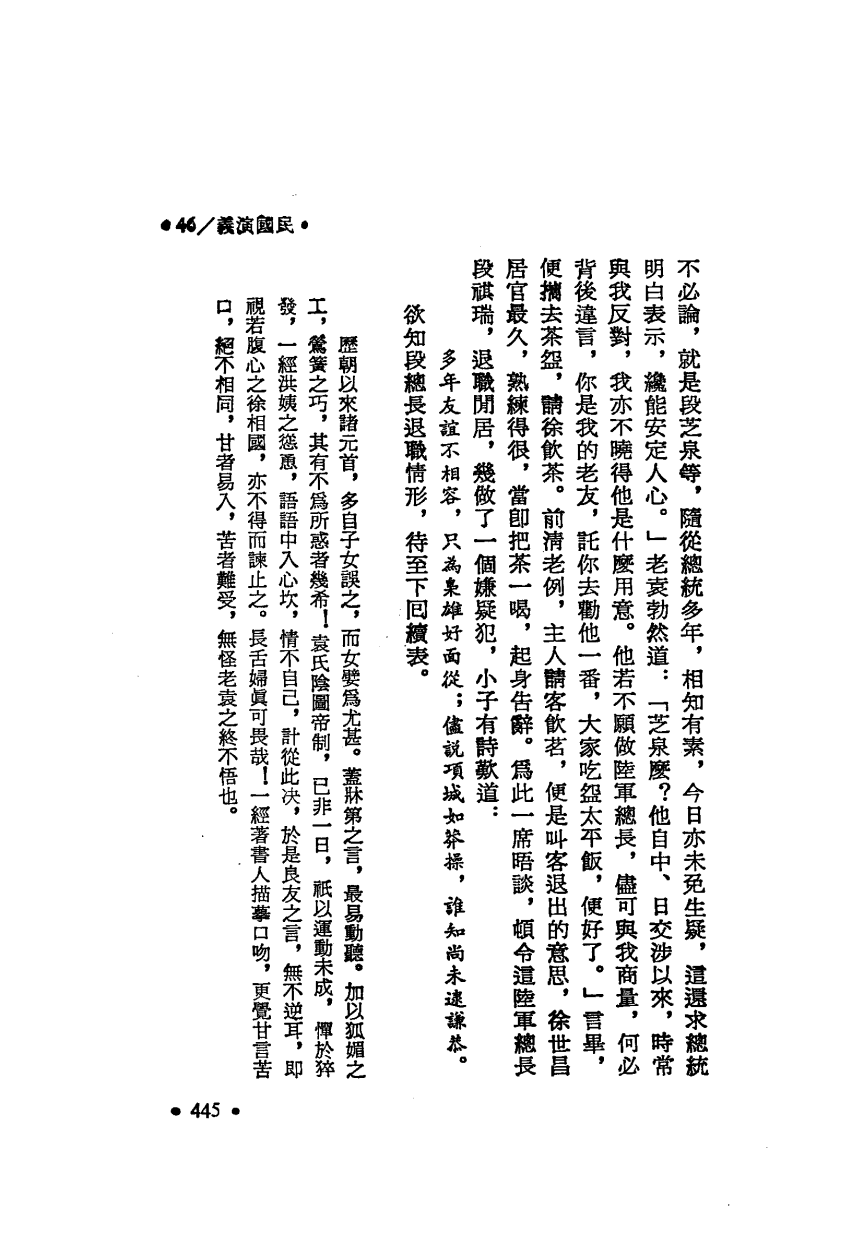 •46／義演國民•
不必論，就是段芝泉等，隨從總統多年，相知有素，今日亦未免生疑，這還求總統
明白表示，纔能安定人心。」老袁勃然道：「芝泉麼？他自中、日交涉以來，時常
與我反對，我亦不曉得他是什麼用意。他若不願做陸軍總長，儘可與我商量，何必
背後違言，你是我的老友，託你去勸他一番，大家吃盌太平飯，便好了。」言畢，
便攜去茶盌，請徐飲茶。前清老例，主人請客飲茗，便是叫客退出的意思，徐世昌
居官最久，熟練得很，當卽把茶一喝，起身告辭。爲此一席晤談，頓令這陸軍總長
段祺瑞，退職閒居，幾做了一個嫌疑犯，小子有詩歎道：
多年友誼不相容，只為梟雄好面從；儘説項城如莽操，誰知尚未逮謙恭。
欲知段總長退職情形，待至下回續表。
歷朝以來諸元首，多自子女誤之，而女嬖爲尤甚。蓋牀第之言，最易動聽。加以狐媚之
工，鶯簧之巧，其有不爲所惑者幾希！袁氏陰圖帝制，已非一日，祇以運動未成，憚於猝
發，一經洪姨之慫恿，語語中入心坎，情不自己，計從此決，於是良友之言，無不逆耳，卽
視若腹心之徐相國，亦不得而諫止之。長舌婦眞可畏哉！一經著書人描摹口吻，更覺甘言苦
口，絕不相同，甘者易入，苦者難受，無怪老袁之終不悟也。
• 445 •